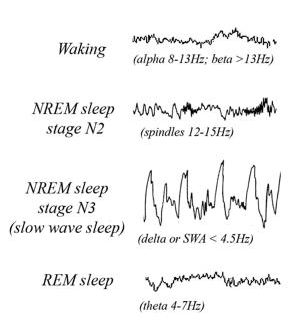 Waking
(alpha 8-13Hz; beta >13Hz)
NREM sleep
stage N2
(spindles 12-15Hz)
NREM sleep
stage N3
(slow wave sleep)
(delta or SWA < 4.5Hz)
REM sleep
(theta 4-7Hz)